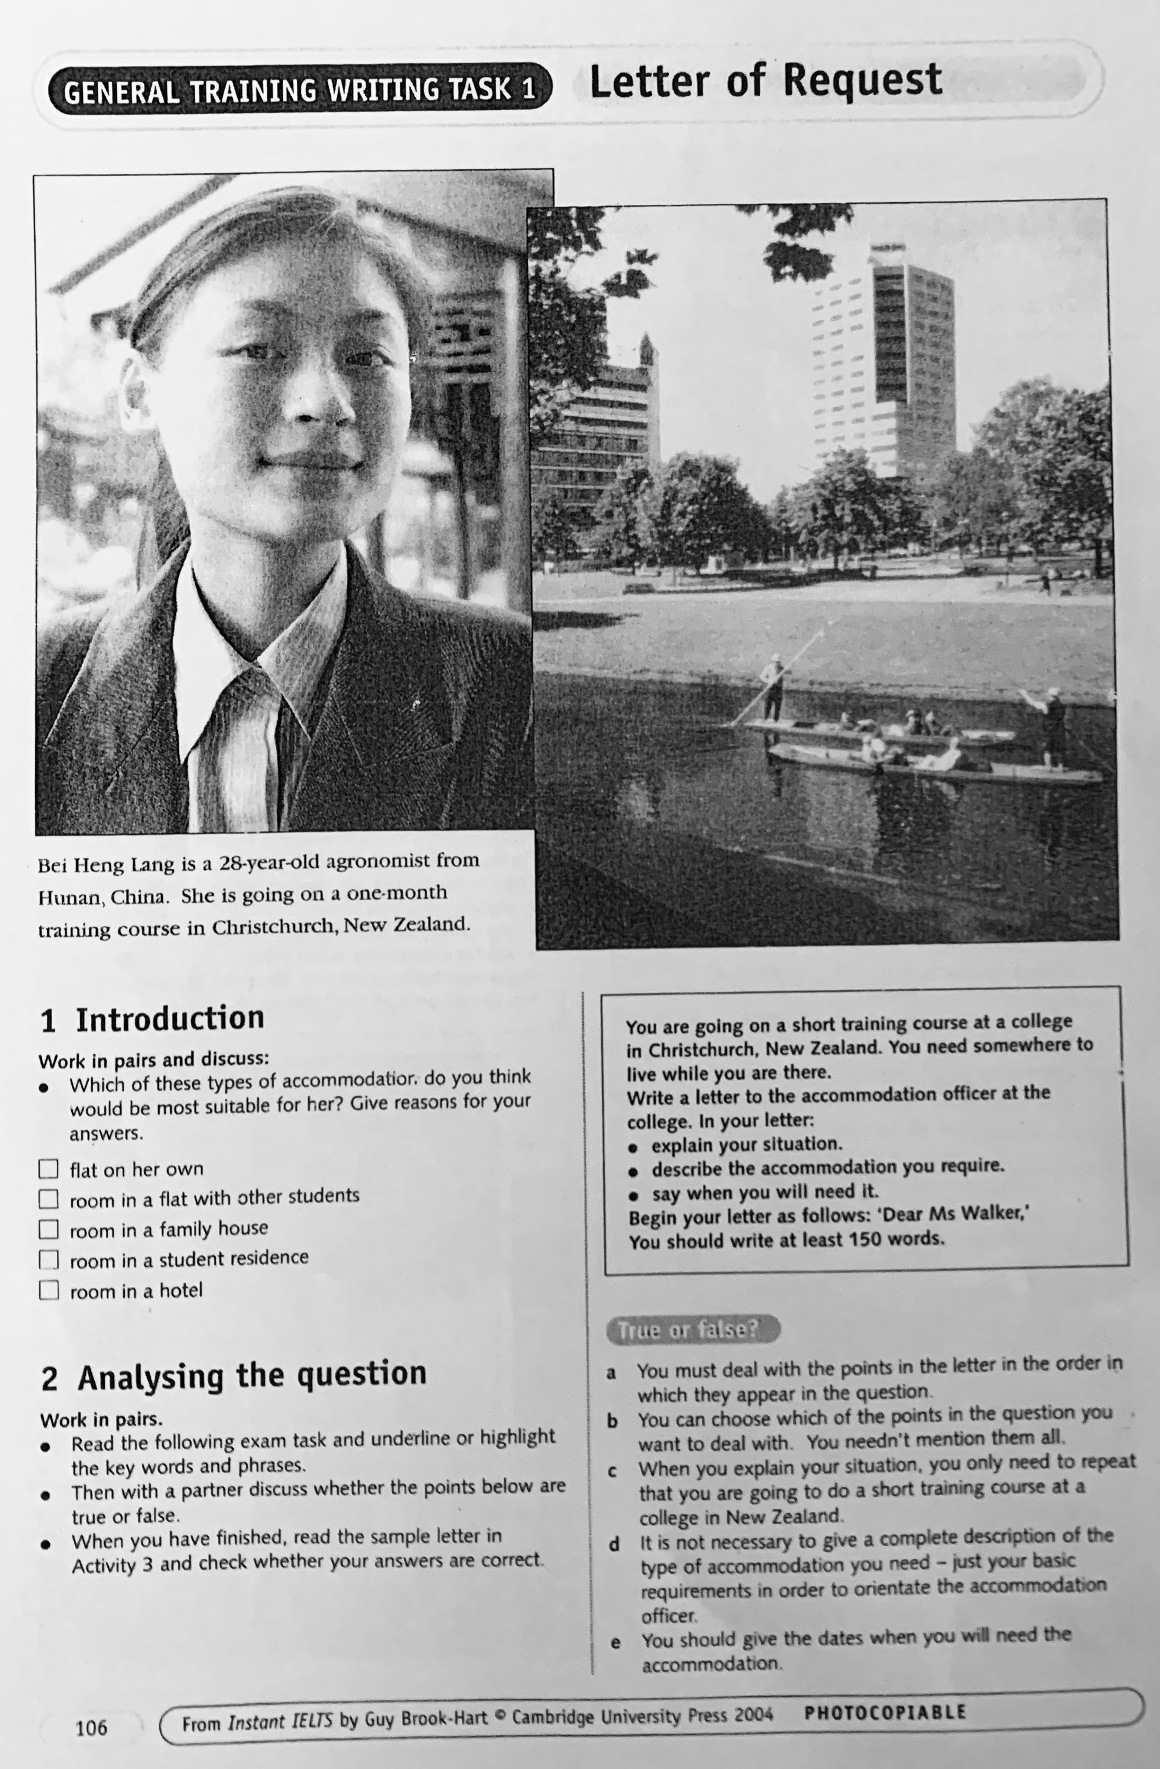 GENERAL TRAINING WRITING TASK 1
Letter of Request
Bei Heng Lang is a 28-year-old agronomist from
Hunan, China. She is going on a one-month
training course in Christchurch, New Zealand.
1 Introduction
Work in pairs and discuss:
• Which of these types of accommodation do you think
would be most suitable for her? Give reasons for your
answers.
flat on her own
room in a flat with other students
room in a family house
room in a student residence
room in a hotel
2 Analysing the question
Work in pairs.
• Read the following exam task and underline or highlight
the key words and phrases.
• Then with a partner discuss whether the points below are
true or false.
• When you have finished, read the sample letter in
Activity 3 and check whether your answers are correct.
You are going on a short training course at a college
in Christchurch, New Zealand. You need somewhere to
live while you are there.
Write a letter to the accommodation officer at the
college. In your letter:
• explain your situation.
• describe the accommodation you require.
• say when you will need it.
Begin your letter as follows: 'Dear Ms Walker,'
You should write at least 150 words.
True or false?
a You must deal with the points in the letter in the order in
which they appear in the question.
b You can choose which of the points in the question you
want to deal with. You needn't mention them all.
c When you explain your situation, you only need to repeat
that you are going to do a short training course at a
college in New Zealand.
d It is not necessary to give a complete description of the
type of accommodation you need – just your basic
requirements in order to orientate the accommodation
officer.
e You should give the dates when you will need the
accommodation.
106
From Instant IELTS by Guy Brook-Hart © Cambridge University Press 2004 PHOTOCOPIABLE